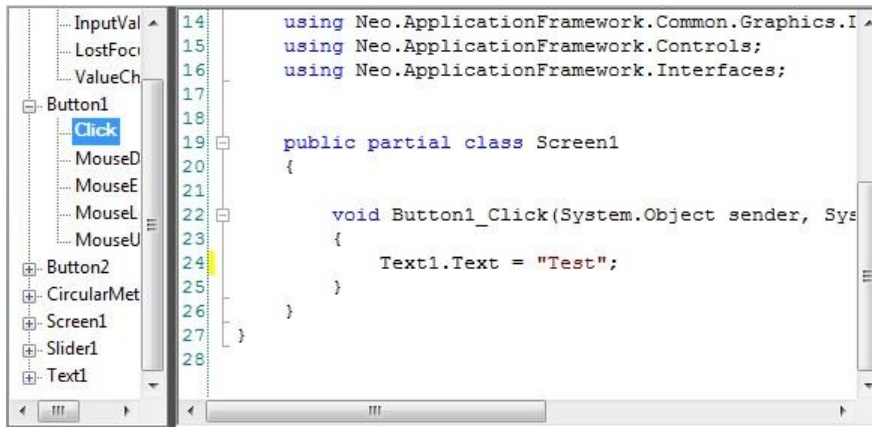 InputVal
LostFoc
ValueCh
Button1
Click
MouseD
MouseE
MouseL
MouseU
Button2
CircularMet
Screen1
Slider1
Text1
14 using Neo.ApplicationFramework.Common.Graphics.I
15 using Neo.ApplicationFramework.Controls;
16 using Neo.ApplicationFramework.Interfaces;
17
18
19 public partial class Screen1
20 {
21
22 void Button1_Click(System.Object sender, Sys
23 {
24 Text1.Text = "Test";
25 }
26 }
27 }
28